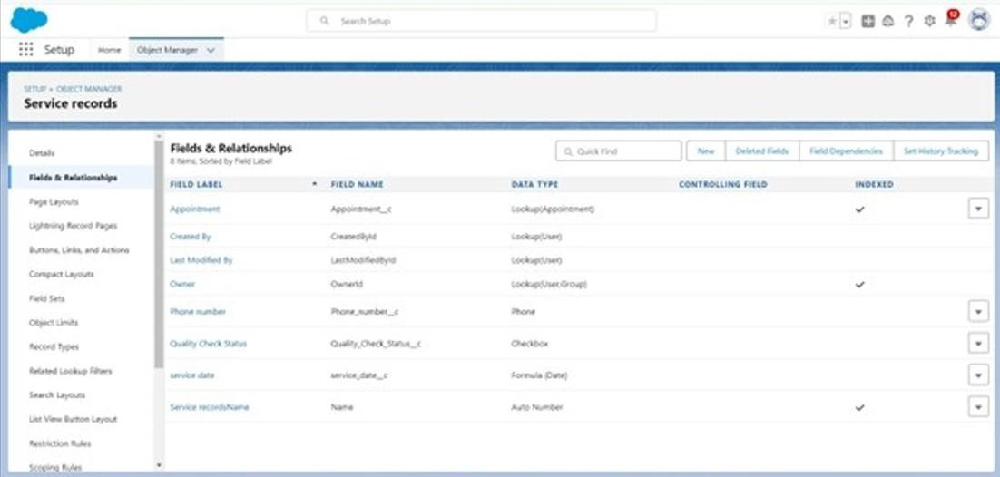 Search Setup
12
Setup Home Object Manager
SETUP > OBJECT MANAGER
Service records
Details
Fields & Relationships
Page Layouts
Lightning Record Pages
Buttons, Links, and Actions
Compact Layouts
Field Sets
Object Limits
Record Types
Related Lookup Filters
Search Layouts
List View Button Layout
Restriction Rules
Scoping Rules
Fields & Relationships
8 Items, Sorted by Field Label
Quick Find New Deleted Fields Field Dependencies Set History Tracking
FIELD LABEL FIELD NAME DATA TYPE CONTROLLING FIELD INDEXED
Appointment Appointment__c Lookup(Appointment)
Created By CreatedById Lookup(User)
Last Modified By LastModifiedById Lookup(User)
Owner OwnerId Lookup(User,Group)
Phone number Phone_number__c Phone
Quality Check Status Quality_Check_Status__c Checkbox
service date service_date__c Formula (Date)
Service recordsName Name Auto Number